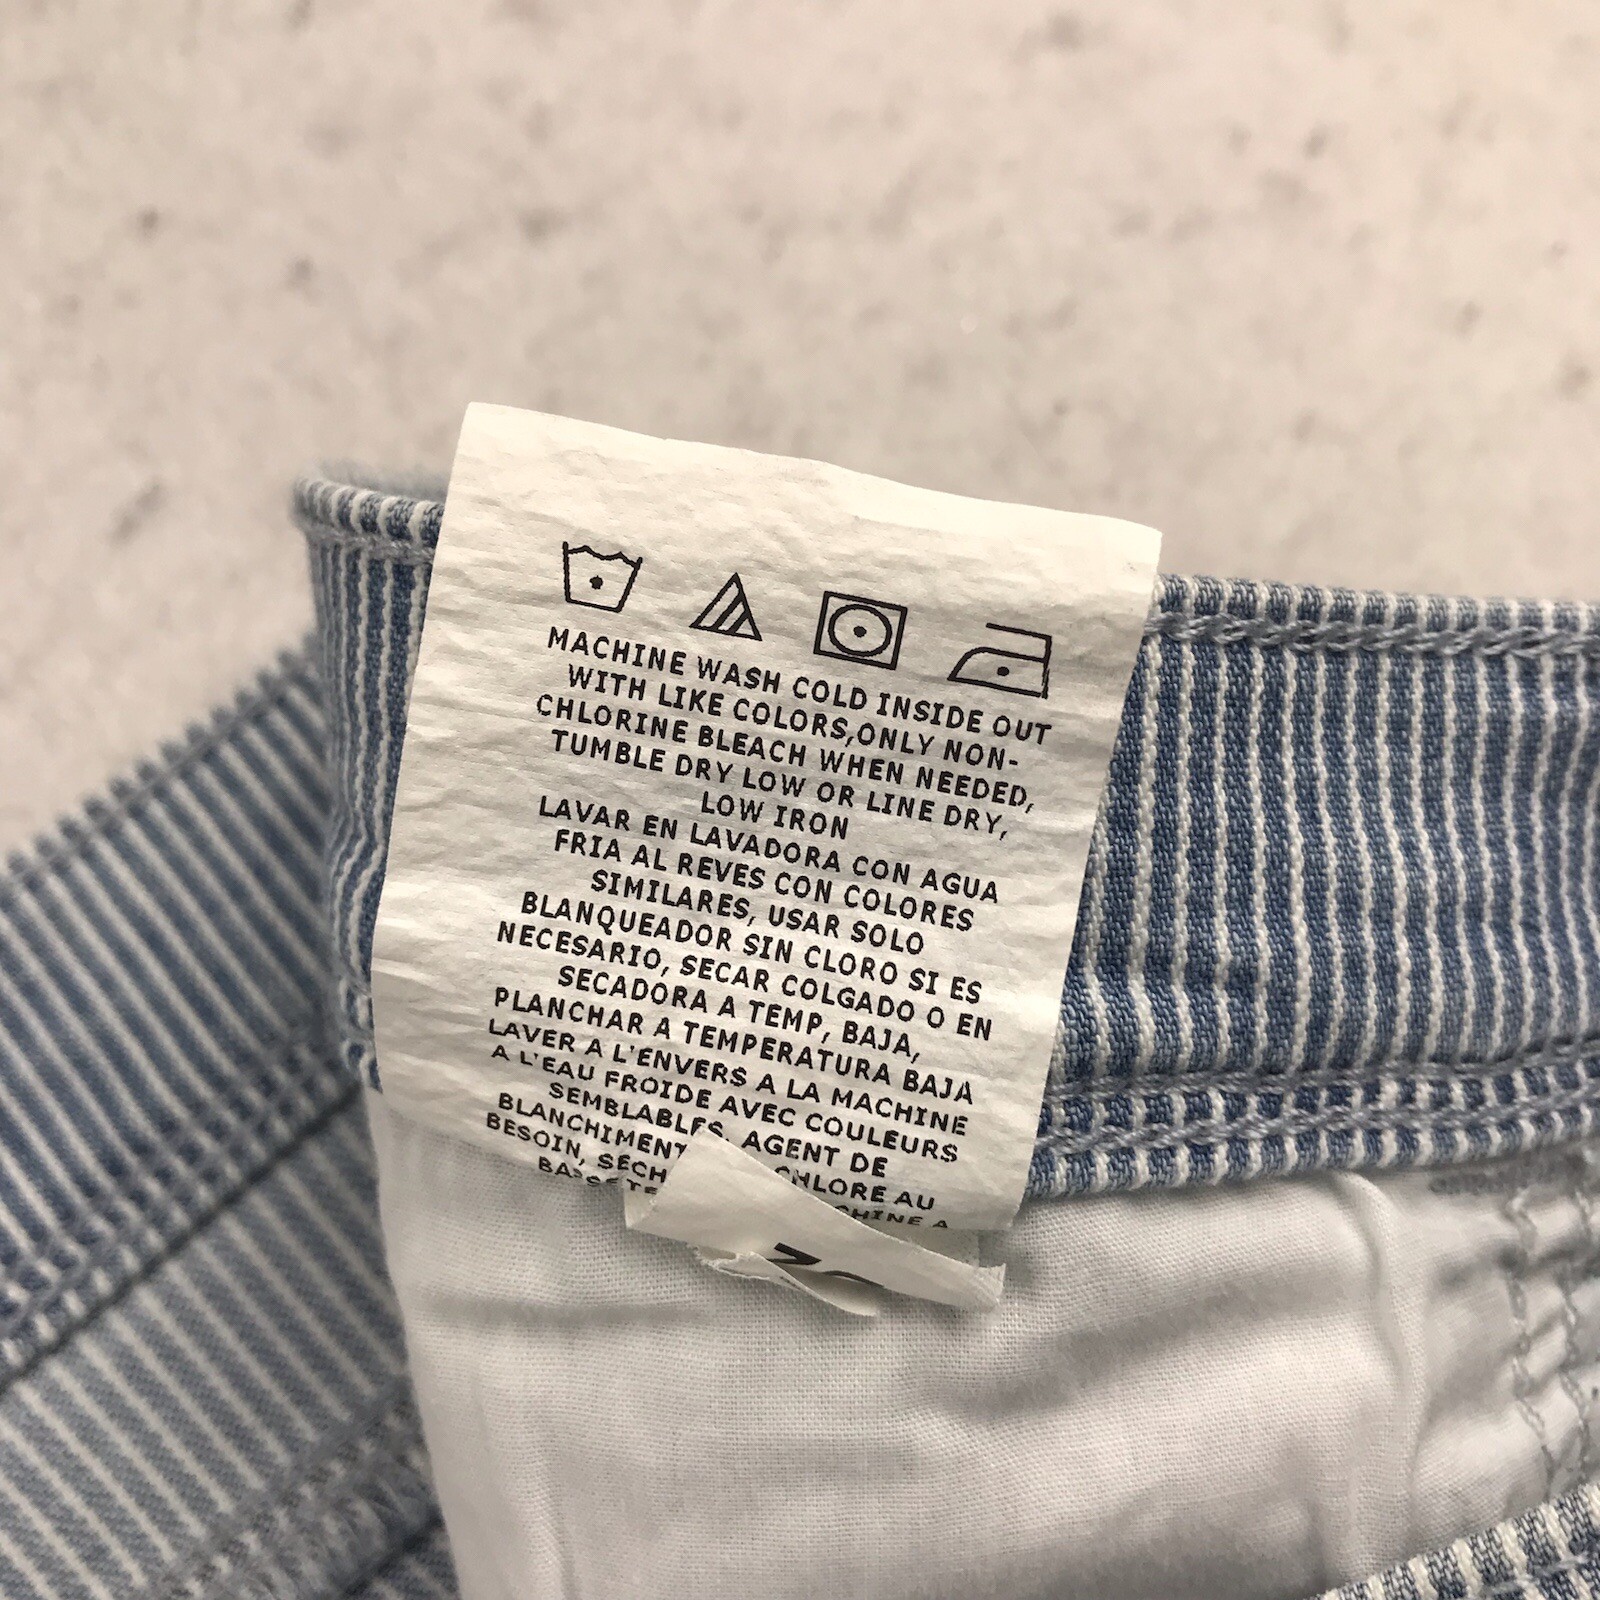 MACHINE WASH COLD INSIDE OUT
WITH LIKE COLORS,ONLY NON-
CHLORINE BLEACH WHEN NEEDED,
TUMBLE DRY LOW OR LINE DRY,
LOW IRON
LAVAR EN LAVADORA CON AGUA
FRIA AL REVES CON COLORES
SIMILARES, USAR SOLO
BLANQUEADOR SIN CLORO SI ES
NECESARIO, SECAR COLGADO O EN
SECADORA A TEMP, BAJA,
PLANCHAR A TEMPERATURA BAJA
LAVER A L'ENVERS A LA MACHINE
A L'EAU FROIDE AVEC COULEURS
SEMBLABLES, AGENT DE
BLANCHIMENT CHLORE AU
BESOIN, SECH CHINE A